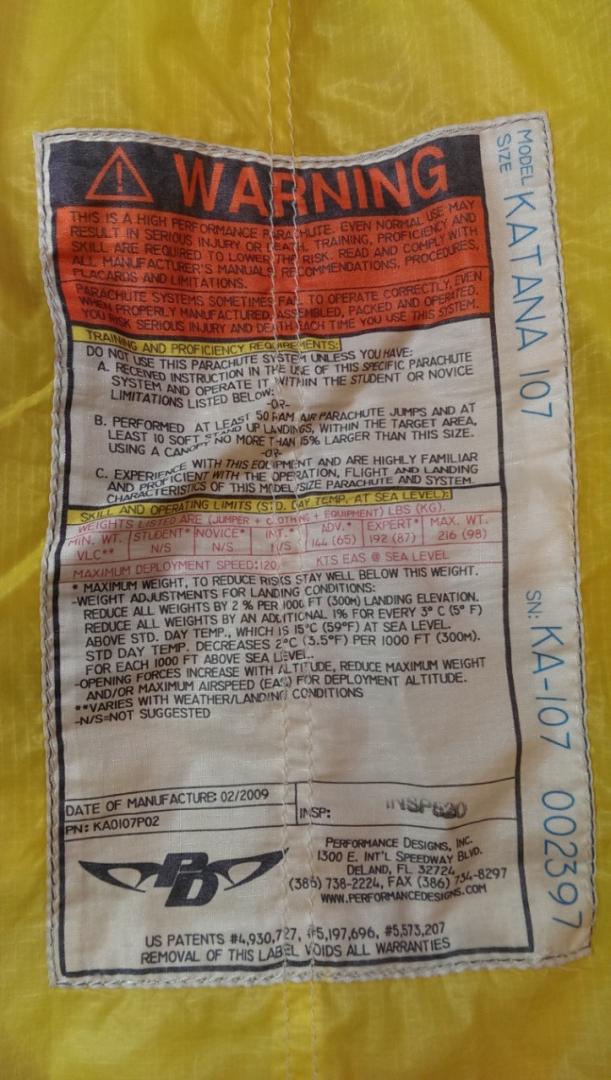 WARNING
THIS IS A HIGH PERFORMANCE PARACHUTE. EVEN NORMAL USE MAY
RESULT IN SERIOUS INJURY OR DEATH. TRAINING, PROFICIENCY AND
SKILL ARE REQUIRED TO LOWER THE RISK. READ AND COMPLY WITH
ALL MANUFACTURER'S MANUALS, RECOMMENDATIONS, PROCEDURES,
PLACARDS AND LIMITATIONS.
PARACHUTE SYSTEMS SOMETIMES FAIL TO OPERATE CORRECTLY, EVEN
WHEN PROPERLY MANUFACTURED, ASSEMBLED, PACKED AND OPERATED.
YOU RISK SERIOUS INJURY AND DEATH EACH TIME YOU USE THIS SYSTEM.
TRAINING AND PROFICIENCY REQUIREMENTS:
DO NOT USE THIS PARACHUTE SYSTEM UNLESS YOU HAVE:
A. RECEIVED INSTRUCTION IN THE USE OF THIS SPECIFIC PARACHUTE
SYSTEM AND OPERATE IT WITHIN THE STUDENT OR NOVICE
LIMITATIONS LISTED BELOW:
-OR-
B. PERFORMED AT LEAST 50 RAM AIR PARACHUTE JUMPS AND AT
LEAST 10 SOFT STAND UP LANDINGS, WITHIN THE TARGET AREA,
USING A CANOPY NO MORE THAN 15% LARGER THAN THIS SIZE.
-OR-
C. EXPERIENCE WITH THIS EQUIPMENT AND ARE HIGHLY FAMILIAR
AND PROFICIENT WITH THE OPERATION, FLIGHT AND LANDING
CHARACTERISTICS OF THIS MODEL/SIZE PARACHUTE AND SYSTEM.
SKILL AND OPERATING LIMITS (STD. DAY TEMP. AT SEA LEVEL):
WEIGHTS LISTED ARE (JUMPER + CLOTHING + EQUIPMENT) LBS (KG).
MIN. WT. STUDENT* NOVICE* INT.* ADV.* EXPERT* MAX. WT.
VLC** N/S N/S N/S 144 (65) 192 (87) 216 (98)
MAXIMUM DEPLOYMENT SPEED:120 KTS EAS @ SEA LEVEL
* MAXIMUM WEIGHT, TO REDUCE RISKS STAY WELL BELOW THIS WEIGHT.
-WEIGHT ADJUSTMENTS FOR LANDING CONDITIONS:
REDUCE ALL WEIGHTS BY 2 % PER 1000 FT (300M) LANDING ELEVATION.
REDUCE ALL WEIGHTS BY AN ADDITIONAL 1% FOR EVERY 3° C (5° F)
ABOVE STD. DAY TEMP., WHICH IS 15°C (59°F) AT SEA LEVEL.
STD DAY TEMP. DECREASES 2°C (3.5°F) PER 1000 FT (300M).
FOR EACH 1000 FT ABOVE SEA LEVEL.
-OPENING FORCES INCREASE WITH ALTITUDE, REDUCE MAXIMUM WEIGHT
AND/OR MAXIMUM AIRSPEED (EAS) FOR DEPLOYMENT ALTITUDE.
**VARIES WITH WEATHER/LANDING CONDITIONS
-N/S=NOT SUGGESTED
DATE OF MANUFACTURE: 02/2009
PN: KA0107P02
INSP: INSP620
PD
PERFORMANCE DESIGNS, INC.
1300 E. INT'L SPEEDWAY BLVD.
DELAND, FL 32724
(386) 738-2224, FAX (386) 734-8297
WWW.PERFORMANCEDESIGNS.COM
US PATENTS #4,930,727, #5,197,696, #5,573,207
REMOVAL OF THIS LABEL VOIDS ALL WARRANTIES
MODEL
SIZE
KATANA 107
SN: KA-107 002397